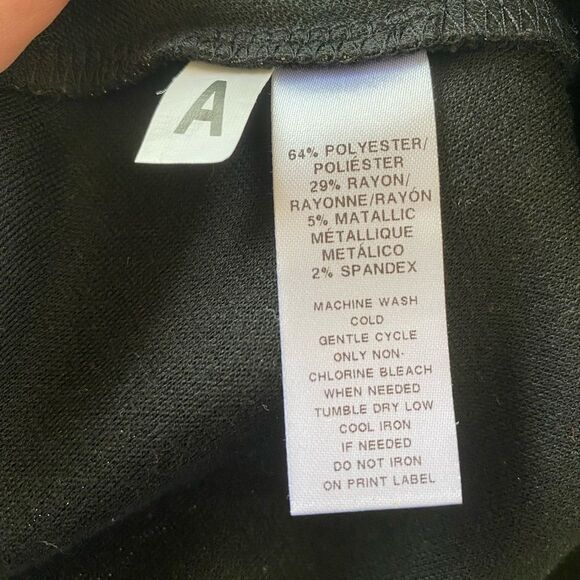 A
64% POLYESTER/
POLIÉSTER
29% RAYON/
RAYONNE/RAYÓN
5% MATALLIC
MÉTALLIQUE
METÁLICO
2% SPANDEX
MACHINE WASH
COLD
GENTLE CYCLE
ONLY NON-
CHLORINE BLEACH
WHEN NEEDED
TUMBLE DRY LOW
COOL IRON
IF NEEDED
DO NOT IRON
ON PRINT LABEL